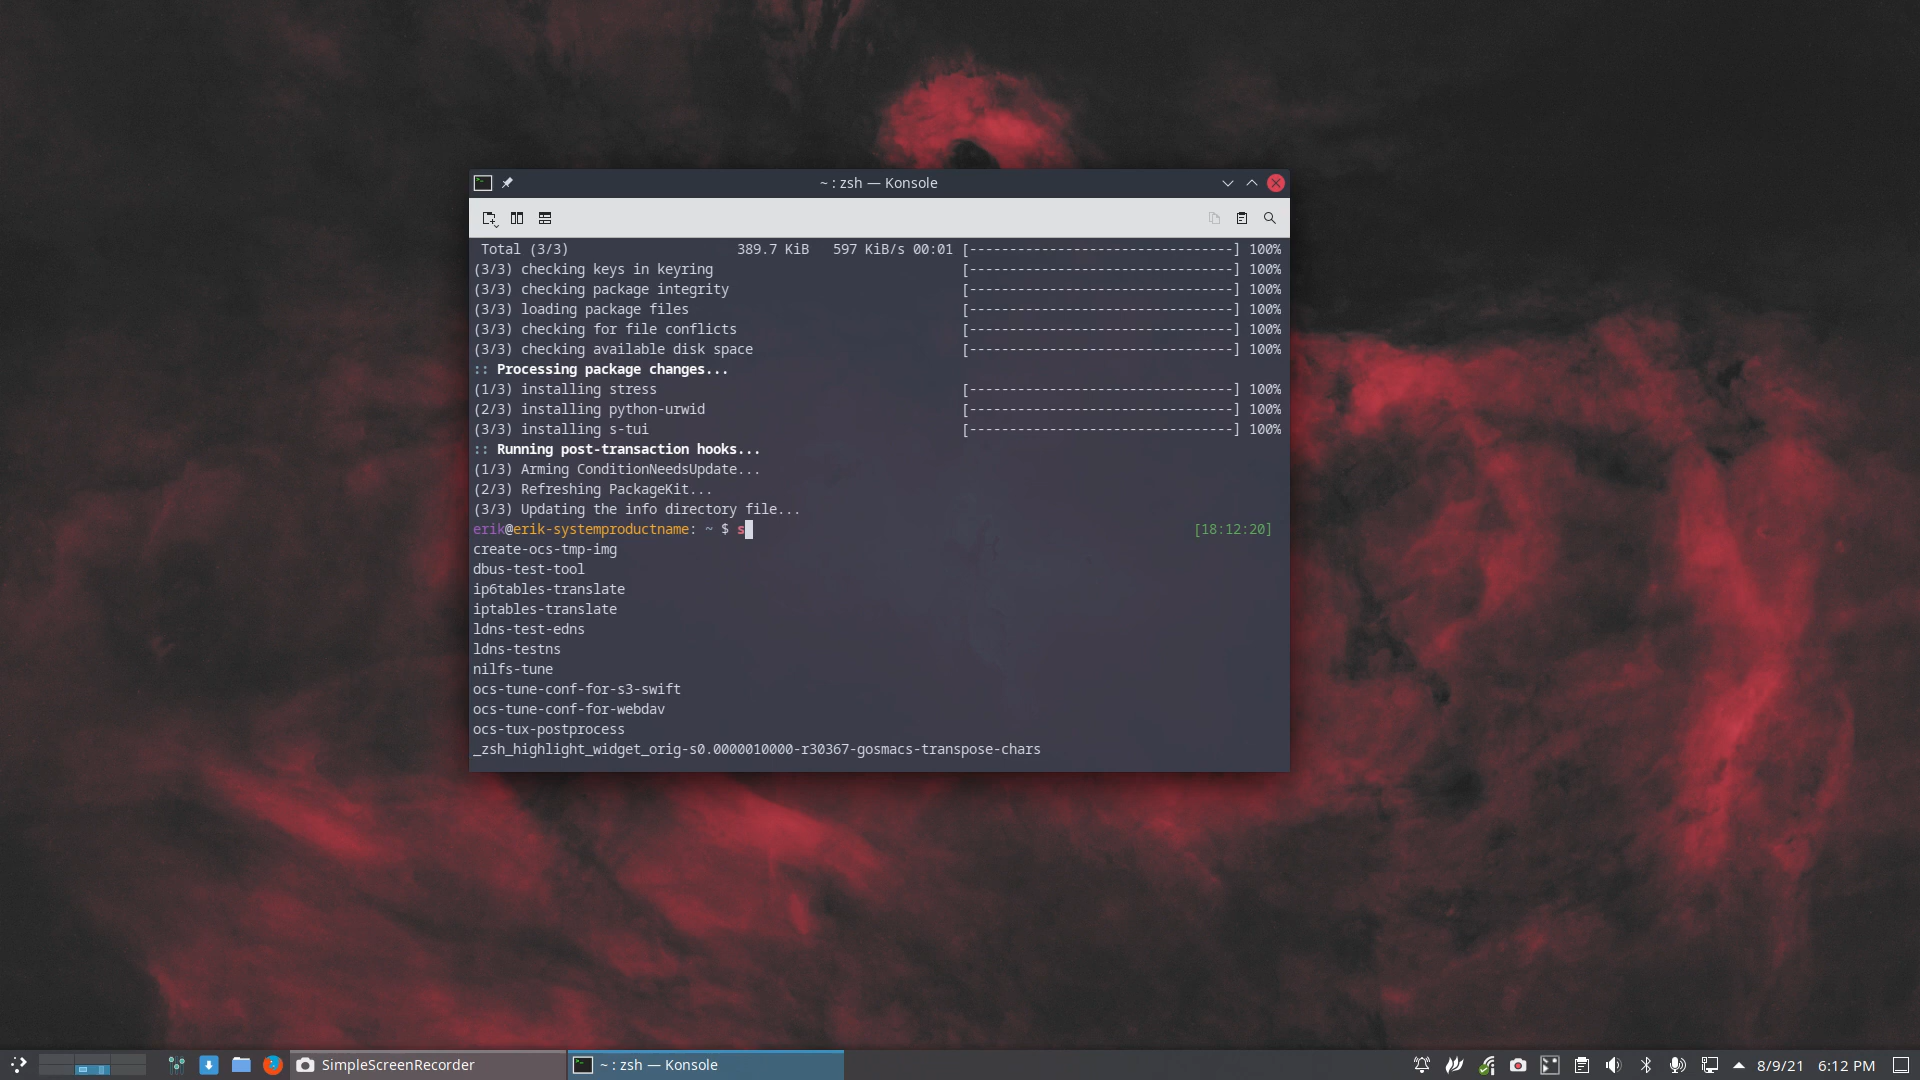 ~ : zsh — Konsole
Total (3/3) 389.7 KiB 597 KiB/s 00:01 [---------------------------------] 100%
(3/3) checking keys in keyring [---------------------------------] 100%
(3/3) checking package integrity [---------------------------------] 100%
(3/3) loading package files [---------------------------------] 100%
(3/3) checking for file conflicts [---------------------------------] 100%
(3/3) checking available disk space [---------------------------------] 100%
:: Processing package changes...
(1/3) installing stress [---------------------------------] 100%
(2/3) installing python-urwid [---------------------------------] 100%
(3/3) installing s-tui [---------------------------------] 100%
:: Running post-transaction hooks...
(1/3) Arming ConditionNeedsUpdate...
(2/3) Refreshing PackageKit...
(3/3) Updating the info directory file...
erik@erik-systemproductname: ~ $ s [18:12:20]
create-ocs-tmp-img
dbus-test-tool
ip6tables-translate
iptables-translate
ldns-test-edns
ldns-testns
nilfs-tune
ocs-tune-conf-for-s3-swift
ocs-tune-conf-for-webdav
ocs-tux-postprocess
_zsh_highlight_widget_orig-s0.0000010000-r30367-gosmacs-transpose-chars
SimpleScreenRecorder ~ : zsh — Konsole 8/9/21 6:12 PM